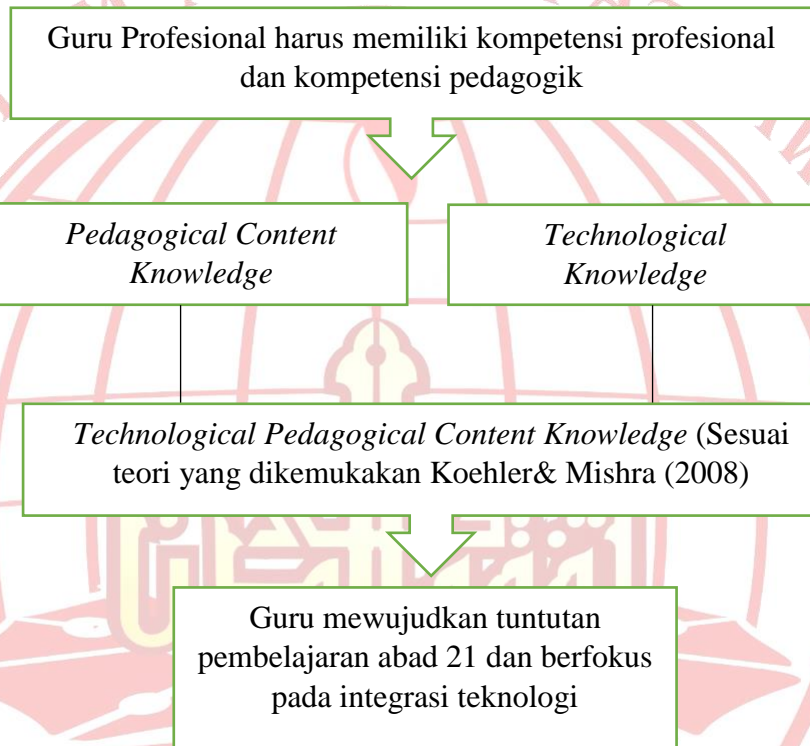 Guru Profesional harus memiliki kompetensi profesional
dan kompetensi pedagogik
Pedagogical Content
Knowledge
Technological
Knowledge
Technological Pedagogical Content Knowledge (Sesuai
teori yang dikemukakan Koehler& Mishra (2008)
Guru mewujudkan tuntutan
pembelajaran abad 21 dan berfokus
pada integrasi teknologi